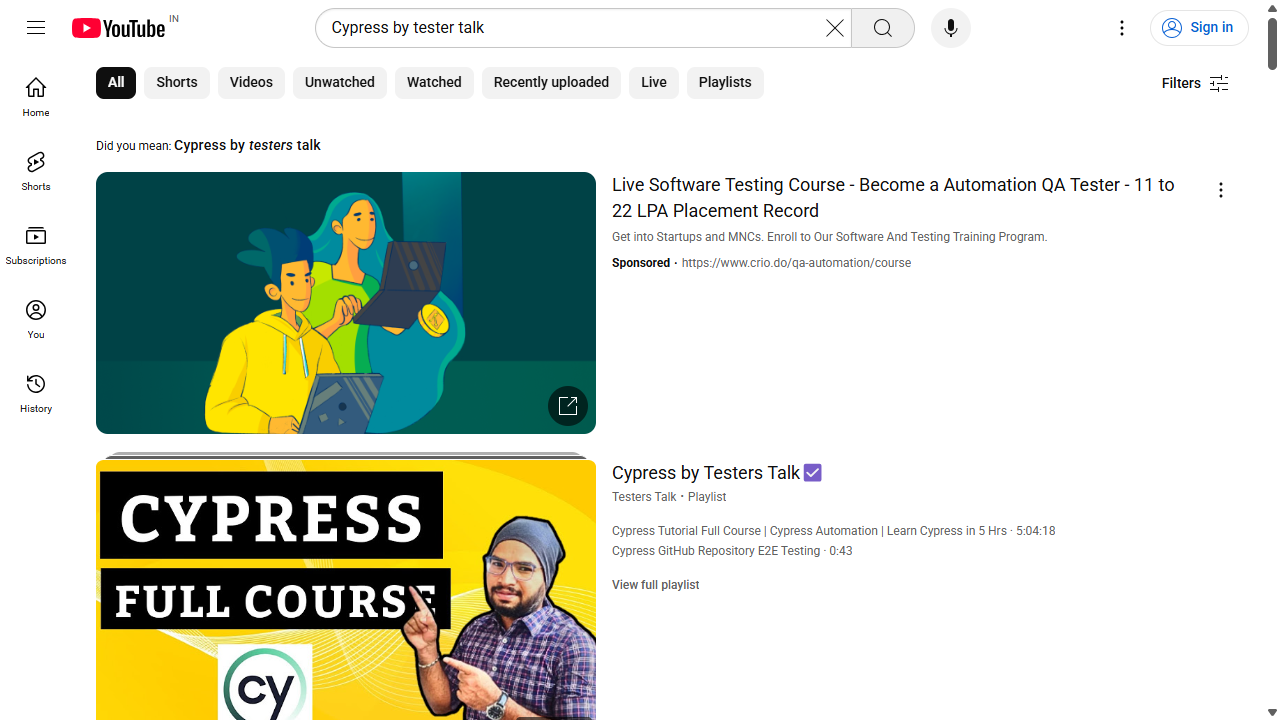 YouTube IN
Cypress by tester talk
Sign in
All Shorts Videos Unwatched Watched Recently uploaded Live Playlists Filters
Home
Shorts
Subscriptions
You
History
Did you mean: Cypress by testers talk
Live Software Testing Course - Become a Automation QA Tester - 11 to
22 LPA Placement Record
Get into Startups and MNCs. Enroll to Our Software And Testing Training Program.
Sponsored · https://www.crio.do/qa-automation/course
CYPRESS
FULL COURSE
cy
Cypress by Testers Talk☑
Testers Talk · Playlist
Cypress Tutorial Full Course | Cypress Automation | Learn Cypress in 5 Hrs · 5:04:18
Cypress GitHub Repository E2E Testing · 0:43
View full playlist